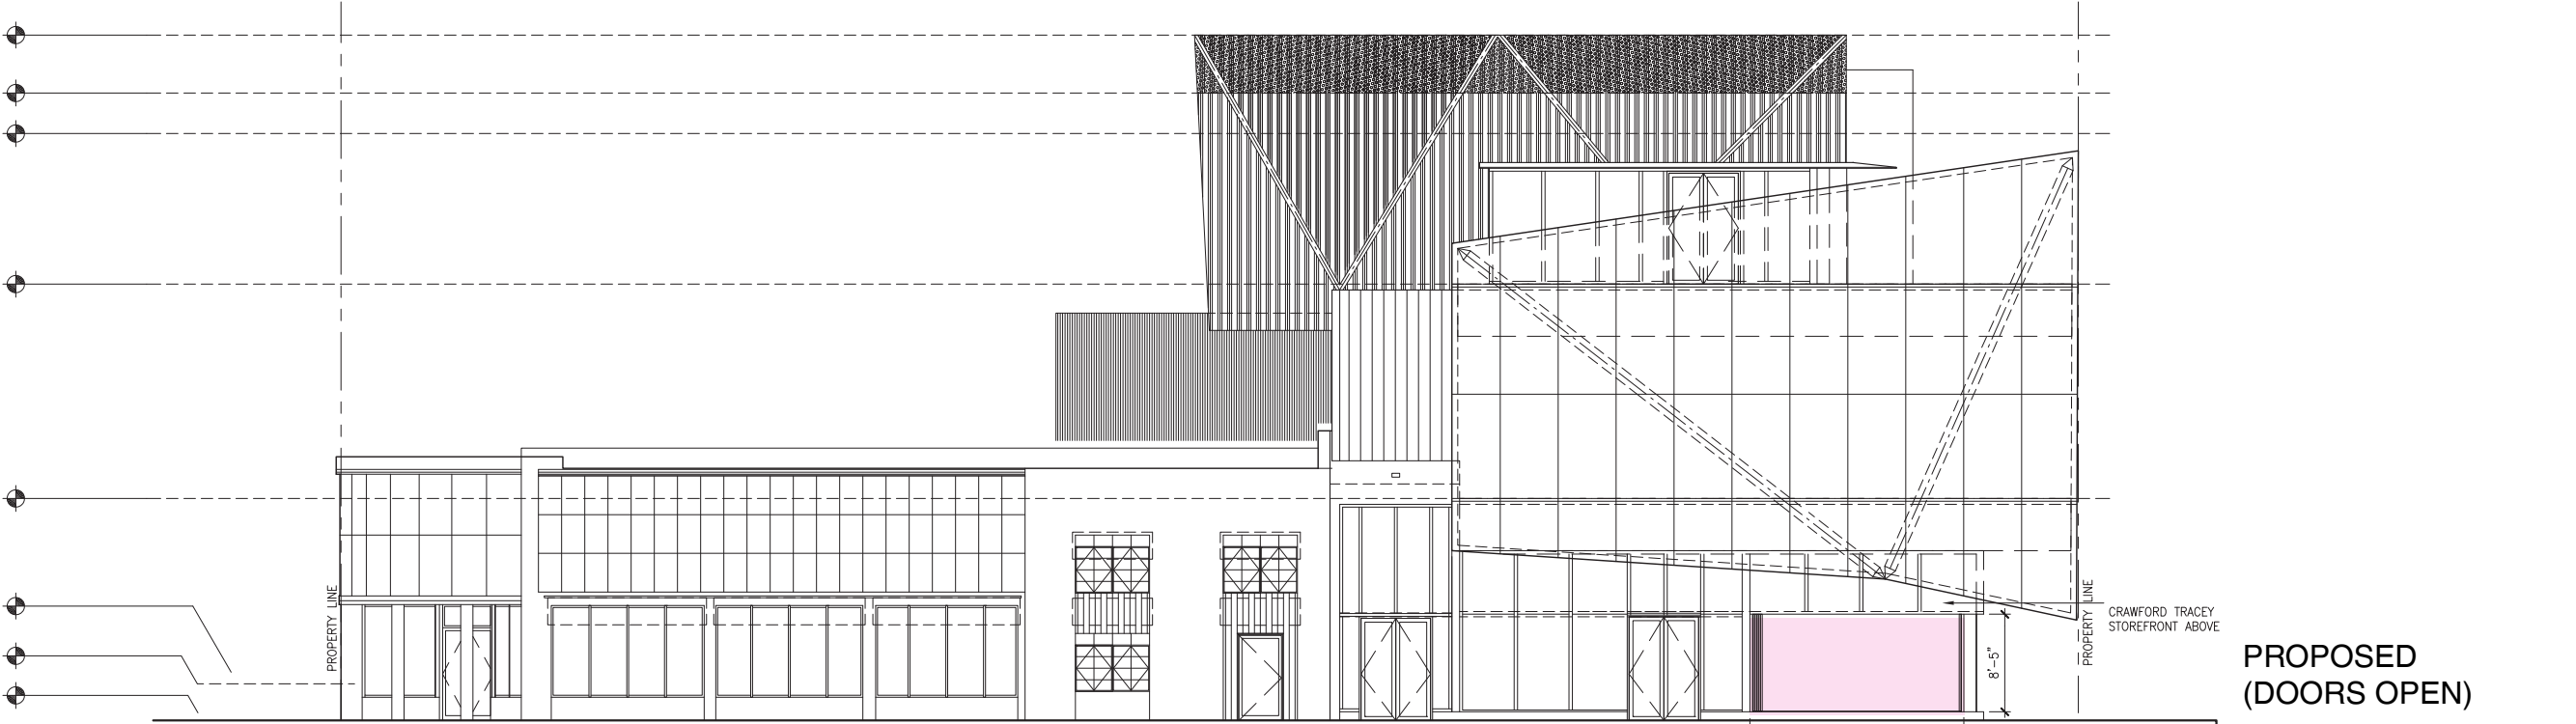 PROPERTY LINE
PROPERTY LINE
CRAWFORD TRACEY
STOREFRONT ABOVE
8'-5"
PROPOSED
(DOORS OPEN)